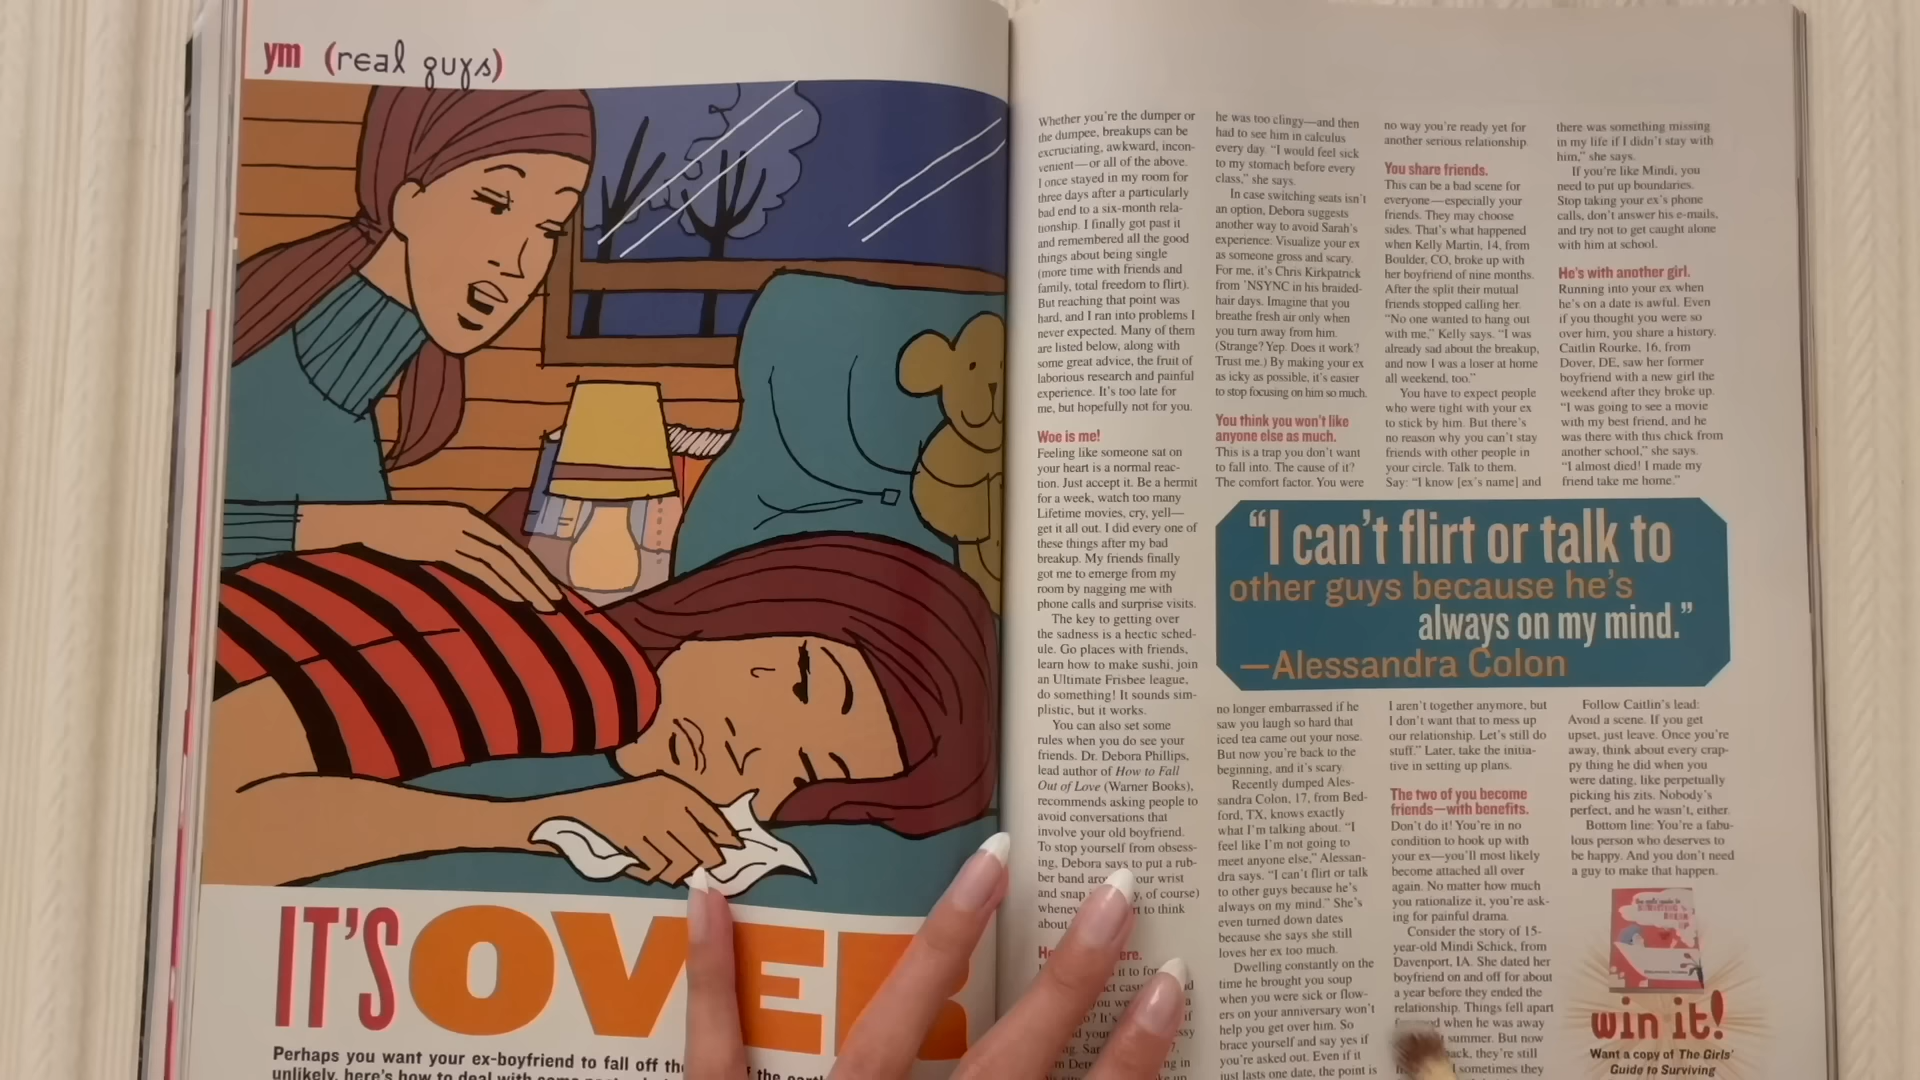 ym (real guys)
IT'S OVER
Perhaps you want your ex-boyfriend to fall off the
unlikely, here's how to deal with
Whether you're the dumper or
the dumpee, breakups can be
excruciating, awkward, incon-
venient—or all of the above.
I once stayed in my room for
three days after a particularly
bad end to a six-month rela-
tionship. I finally got past it
and remembered all the good
things about being single
(more time with friends and
family, total freedom to flirt).
But reaching that point was
hard, and I ran into problems I
never expected. Many of them
are listed below, along with
some great advice, the fruit of
laborious research and painful
experience. It's too late for
me, but hopefully not for you.
Woe is me!
Feeling like someone sat on
your heart is a normal reac-
tion. Just accept it. Be a hermit
for a week, watch too many
Lifetime movies, cry, yell—
get it all out. I did every one of
these things after my bad
breakup. My friends finally
got me to emerge from my
room by nagging me with
phone calls and surprise visits.
The key to getting over
the sadness is a hectic sched-
ule. Go places with friends,
learn how to make sushi, join
an Ultimate Frisbee league,
do something! It sounds sim-
plistic, but it works.
You can also set some
rules when you do see your
friends. Dr. Debora Phillips,
lead author of How to Fall
Out of Love (Warner Books),
recommends asking people to
avoid conversations that
involve your old boyfriend.
To stop yourself from obsess-
ing, Debora says to put a rub-
ber band our wrist
and snap of course)
to think
about
it to for
he was too clingy—and then
had to see him in calculus
every day. "I would feel sick
to my stomach before every
class," she says.
In case switching seats isn't
an option, Debora suggests
another way to avoid Sarah's
experience: Visualize your ex
as someone gross and scary.
For me, it's Chris Kirkpatrick
from 'NSYNC in his braided-
hair days. Imagine that you
breathe fresh air only when
you turn away from him.
(Strange? Yep. Does it work?
Trust me.) By making your ex
as icky as possible, it's easier
to stop focusing on him so much.
You think you won't like
anyone else as much.
This is a trap you don't want
to fall into. The cause of it?
The comfort factor. You were
no longer embarrassed if he
saw you laugh so hard that
iced tea came out your nose.
But now you're back to the
beginning, and it's scary.
Recently dumped Ales-
sandra Colon, 17, from Bed-
ford, TX, knows exactly
what I'm talking about. "I
feel like I'm not going to
meet anyone else," Alessan-
dra says. "I can't flirt or talk
to other guys because he's
always on my mind." She's
even turned down dates
because she says she still
loves her ex too much.
Dwelling constantly on the
time he brought you soup
when you were sick or flow-
ers on your anniversary won't
help you get over him. So
brace yourself and say yes if
you're asked out. Even if it
just lasts one date, the point is
no way you're ready yet for
another serious relationship.
You share friends.
This can be a bad scene for
everyone—especially your
friends. They may choose
sides. That's what happened
when Kelly Martin, 14, from
Boulder, CO, broke up with
her boyfriend of nine months.
After the split their mutual
friends stopped calling her.
"No one wanted to hang out
with me," Kelly says. "I was
already sad about the breakup,
and now I was a loser at home
all weekend, too."
You have to expect people
who were tight with your ex
to stick by him. But there's
no reason why you can't stay
friends with other people in
your circle. Talk to them.
Say: "I know [ex's name] and
I aren't together anymore, but
I don't want that to mess up
our relationship. Let's still do
stuff." Later, take the initia-
tive in setting up plans.
The two of you become
friends—with benefits.
Don't do it! You're in no
condition to hook up with
your ex—you'll most likely
become attached all over
again. No matter how much
you rationalize it, you're ask-
ing for painful drama.
Consider the story of 15-
year-old Mindi Schick, from
Davenport, IA. She dated her
boyfriend on and off for about
a year before they ended the
relationship. Things fell apart
when he was away
summer. But now
back, they're still
sometimes they
there was something missing
in my life if I didn't stay with
him," she says.
If you're like Mindi, you
need to put up boundaries.
Stop taking your ex's phone
calls, don't answer his e-mails,
and try not to get caught alone
with him at school.
He's with another girl.
Running into your ex when
he's on a date is awful. Even
if you thought you were so
over him, you share a history.
Caitlin Rourke, 16, from
Dover, DE, saw her former
boyfriend with a new girl the
weekend after they broke up.
"I was going to see a movie
with my best friend, and he
was there with this chick from
another school," she says.
"I almost died! I made my
friend take me home."
Follow Caitlin's lead:
Avoid a scene. If you get
upset, just leave. Once you're
away, think about every crap-
py thing he did when you
were dating, like perpetually
picking his zits. Nobody's
perfect, and he wasn't, either.
Bottom line: You're a fabu-
lous person who deserves to
be happy. And you don't need
a guy to make that happen.
"I can't flirt or talk to
other guys because he's
always on my mind."
—Alessandra Colon
win it!
Want a copy of The Girls'
Guide to Surviving